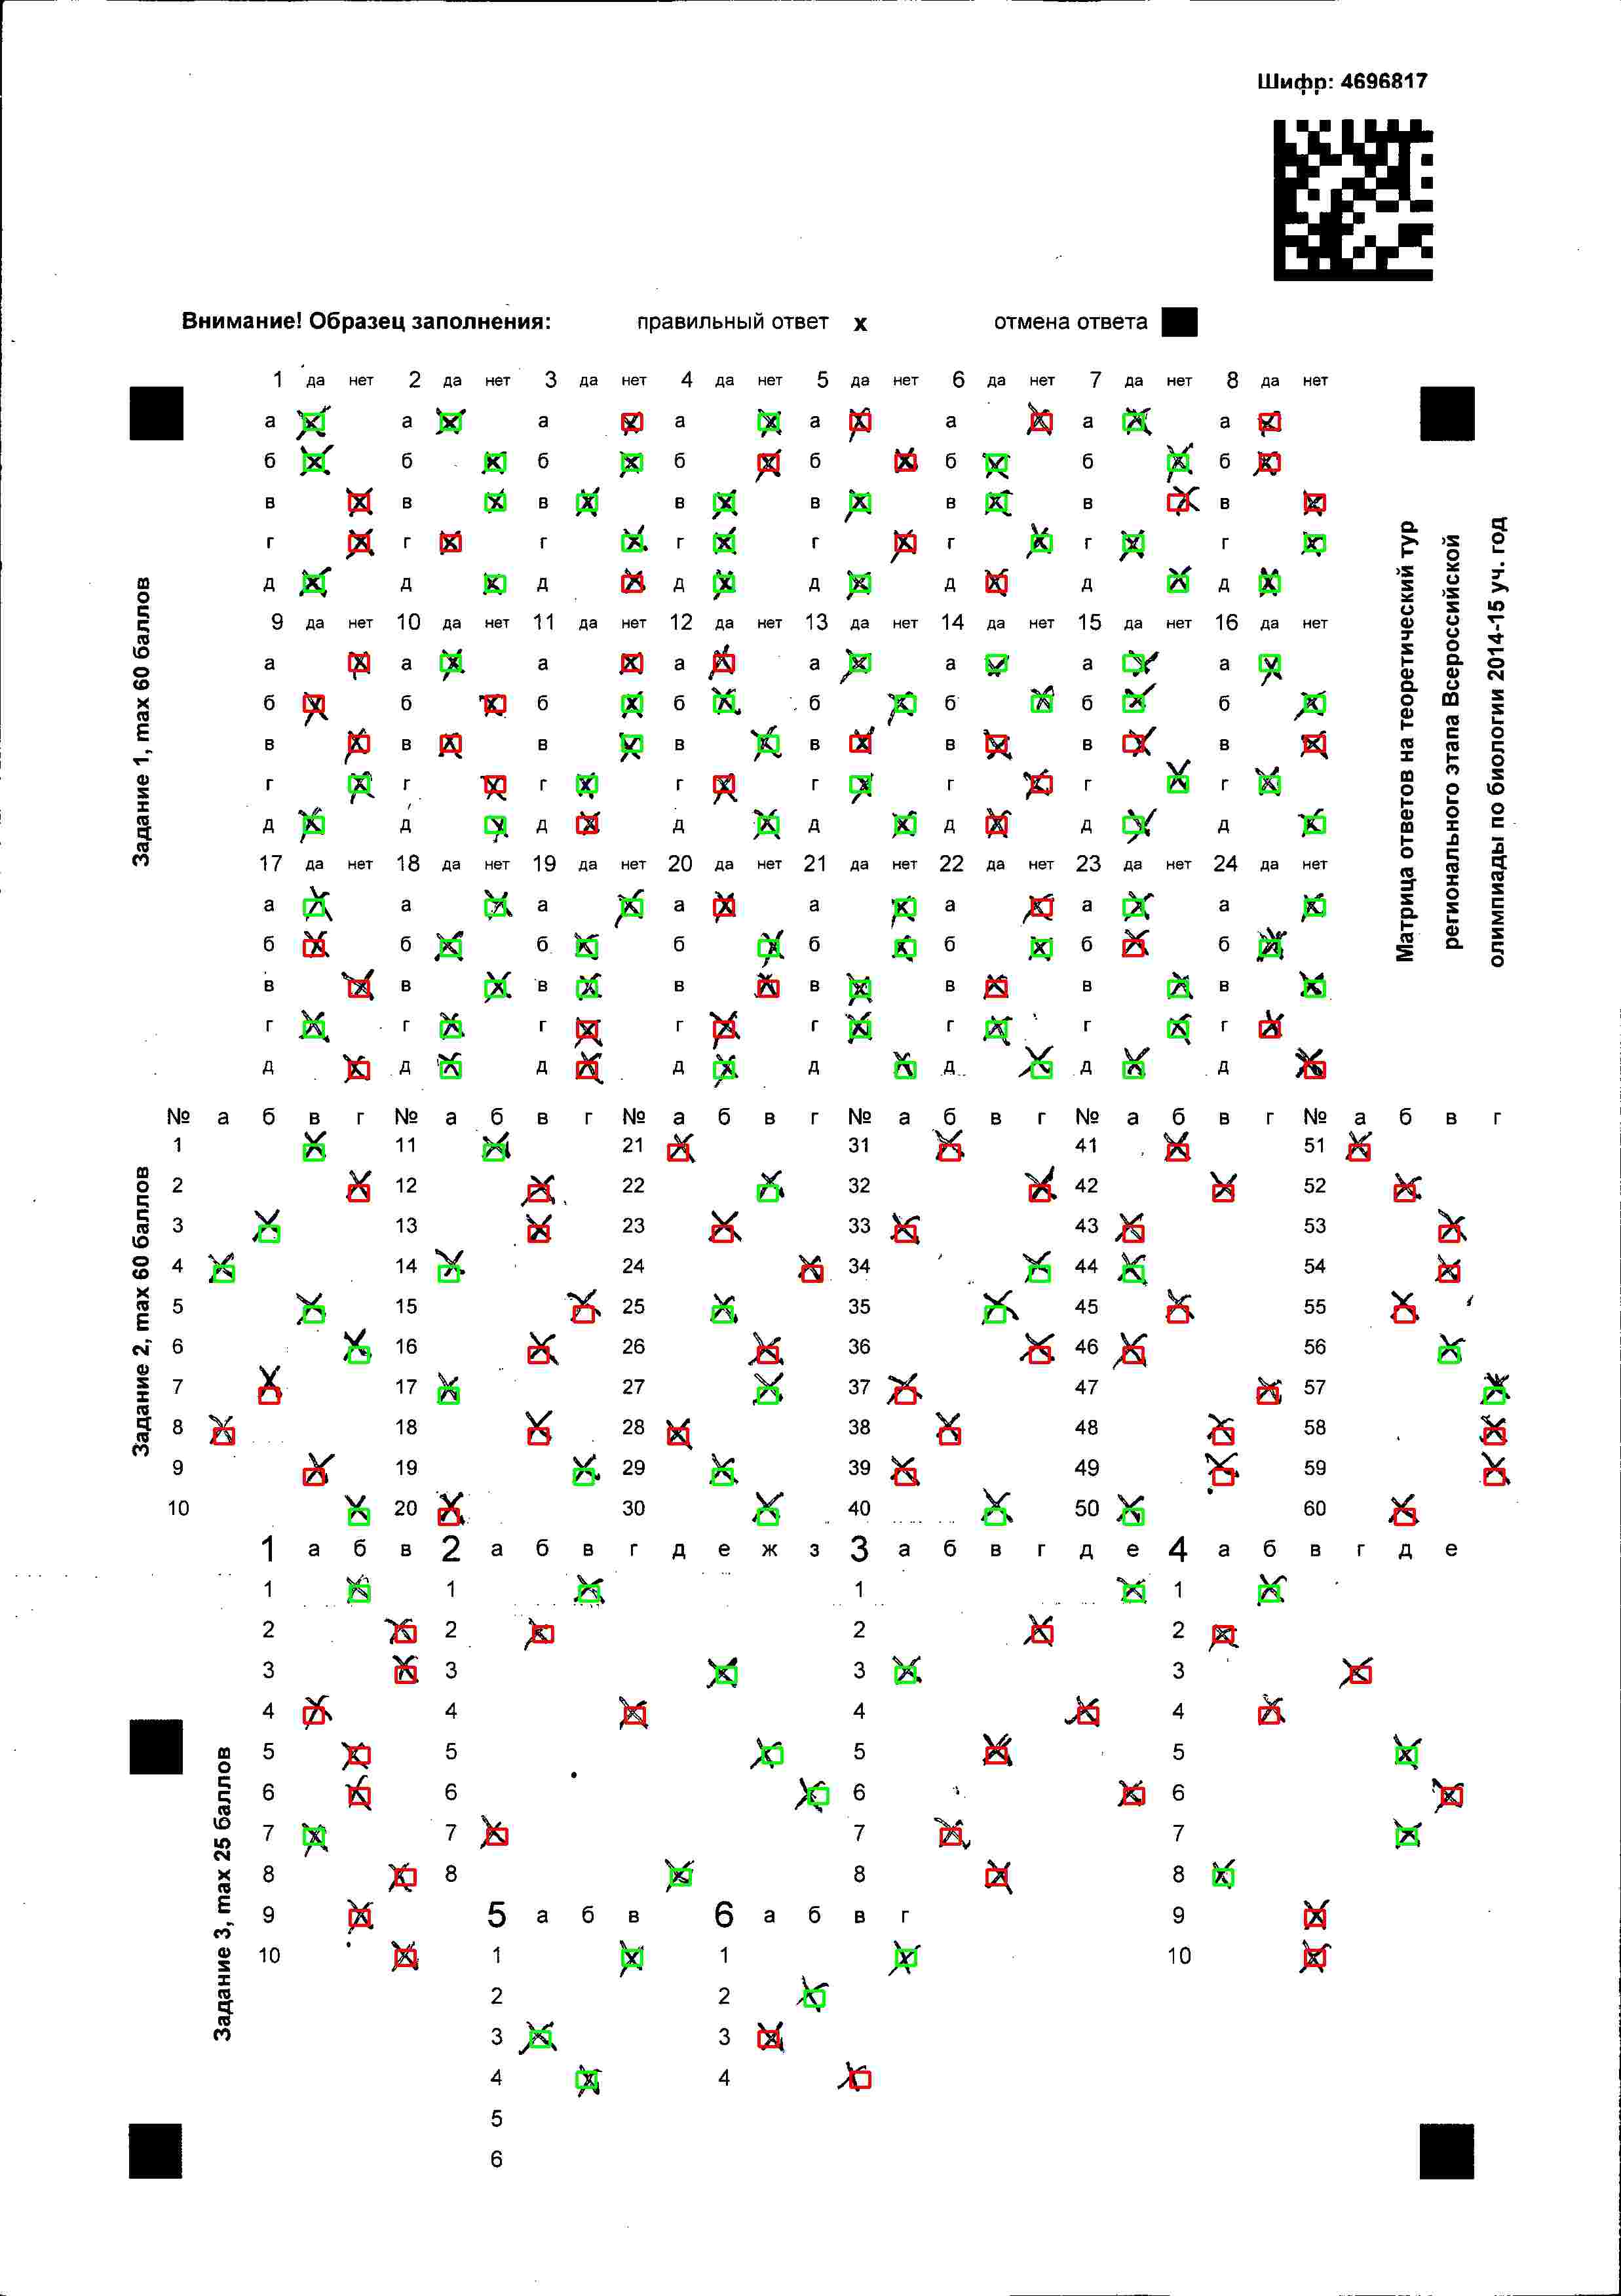 Шифр: 4696817
Внимание! Образец заполнения: правильный ответ х отмена ответа
1 да нет 2 да нет 3 да нет 4 да нет 5 да нет 6 да нет 7 да нет 8 да нет
а а а а а а а а
б б б б б б б б
в в в в в в в в
г г г г г г г г
д д д д д д д д
9 да нет 10 да нет 11 да нет 12 да нет 13 да нет 14 да нет 15 да нет 16 да нет
а а а а а а а а
б б б б б б б б
в в в в в в в в
г г г г г г г г
д д д д д д д д
17 да нет 18 да нет 19 да нет 20 да нет 21 да нет 22 да нет 23 да нет 24 да нет
а а а а а а а а
б б б б б б б б
в в в в в в в в
г г г г г г г г
д д д д д д д д
Задание 1, max 60 баллов
Матрица ответов на теоретический тур
регионального этапа Всероссийской
олимпиады по биологии 2014-15 уч. год
№ а б в г № а б в г № а б в г № а б в г № а б в г № а б в г
1 11 21 31 41 51
2 12 22 32 42 52
3 13 23 33 43 53
4 14 24 34 44 54
5 15 25 35 45 55
6 16 26 36 46 56
7 17 27 37 47 57
8 18 28 38 48 58
9 19 29 39 49 59
10 20 30 40 50 60
Задание 2, max 60 баллов
1 а б в 2 а б в г д е ж з 3 а б в г д е 4 а б в г д е
1 1 1 1
2 2 2 2
3 3 3 3
4 4 4 4
5 5 5 5
6 6 6 6
7 7 7 7
8 8 8 8
9 5 а б в 6 а б в г 9
10 1 1 10
2 2
3 3
4 4
5
6
Задание 3, max 25 баллов